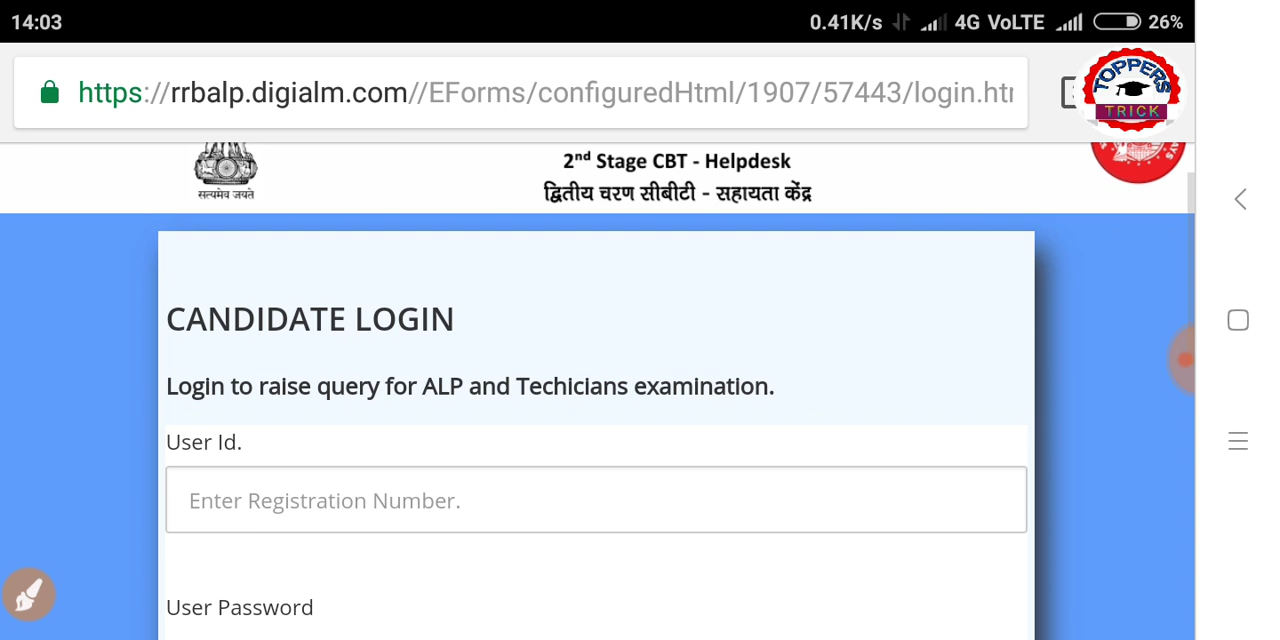 14:03
0.41K/s 4G VoLTE 26%
https://rrbalp.digialm.com//EForms/configuredHtml/1907/57443/login.htm
TOPPERS
TRICK
2nd Stage CBT - Helpdesk
सत्यमेव जयते
द्वितीय चरण सीबीटी - सहायता केंद्र
CANDIDATE LOGIN
Login to raise query for ALP and Techicians examination.
User Id.
Enter Registration Number.
User Password